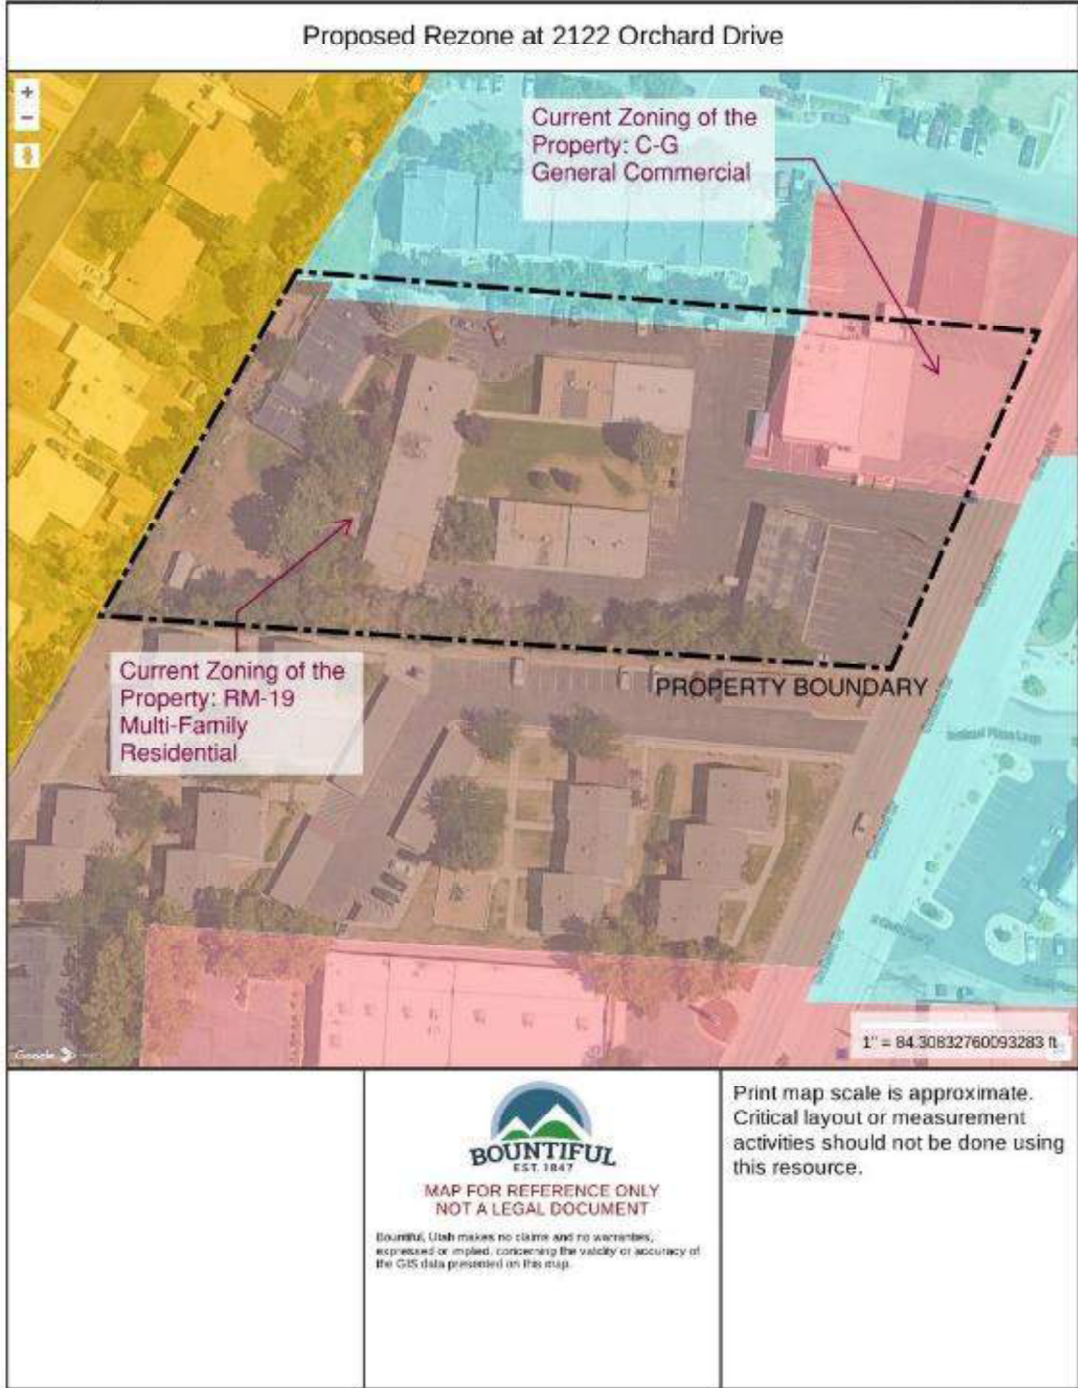 Proposed Rezone at 2122 Orchard Drive
+
−
Current Zoning of the
Property: C-G
General Commercial
Current Zoning of the
Property: RM-19
Multi-Family
Residential
PROPERTY BOUNDARY
Google
1" = 84.30832760093283 ft
BOUNTIFUL
EST. 1847
MAP FOR REFERENCE ONLY
NOT A LEGAL DOCUMENT
Bountiful, Utah makes no claims and no warranties,
expressed or implied, concerning the validity or accuracy of
the GIS data presented on this map.
Print map scale is approximate.
Critical layout or measurement
activities should not be done using
this resource.